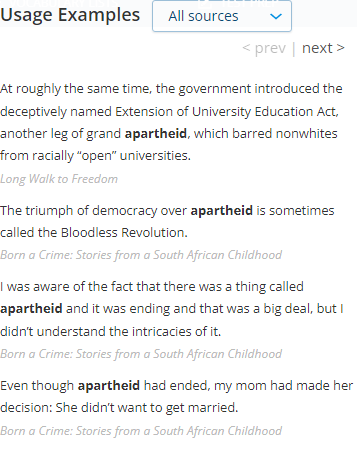 Usage Examples
All sources
< prev | next >
At roughly the same time, the government introduced the
deceptively named Extension of University Education Act,
another leg of grand apartheid, which barred nonwhites
from racially “open” universities.
Long Walk to Freedom
The triumph of democracy over apartheid is sometimes
called the Bloodless Revolution.
Born a Crime: Stories from a South African Childhood
I was aware of the fact that there was a thing called
apartheid and it was ending and that was a big deal, but I
didn’t understand the intricacies of it.
Born a Crime: Stories from a South African Childhood
Even though apartheid had ended, my mom had made her
decision: She didn’t want to get married.
Born a Crime: Stories from a South African Childhood